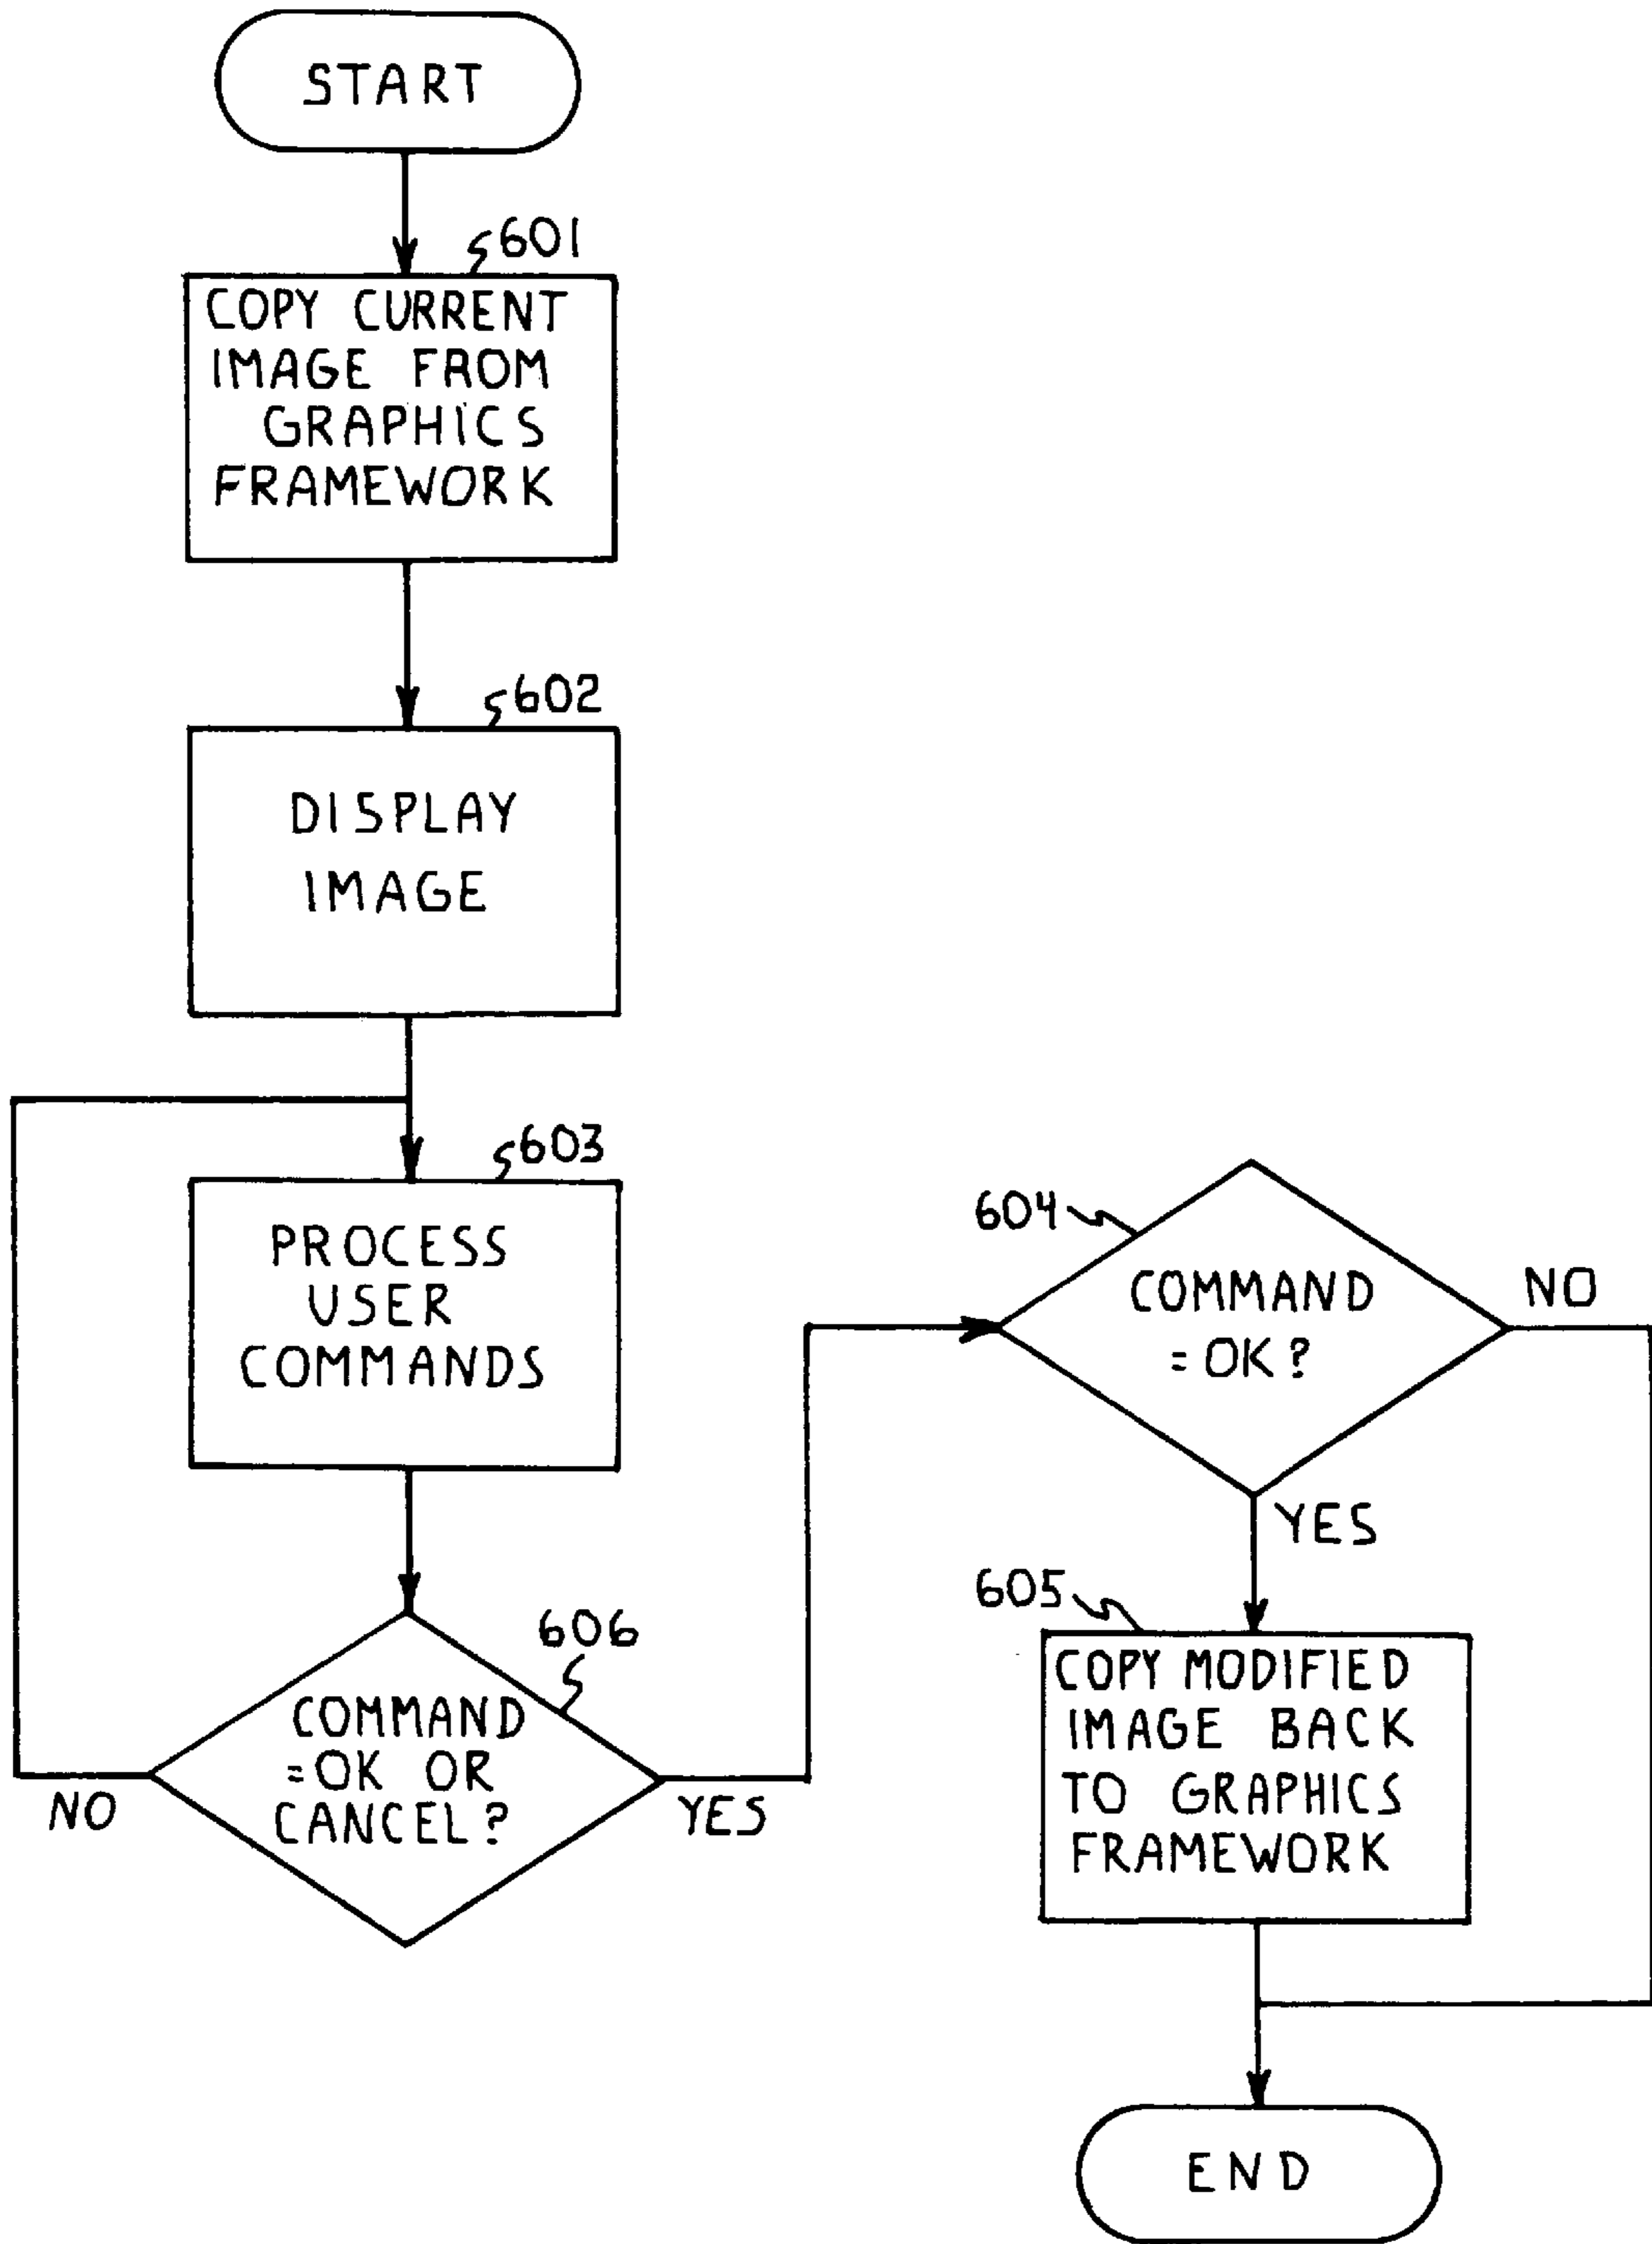 START
601
COPY CURRENT
IMAGE FROM
GRAPHICS
FRAMEWORK
602
DISPLAY
IMAGE
603
PROCESS
USER
COMMANDS
606
COMMAND
=OK OR
CANCEL?
NO
YES
604
COMMAND
=OK?
NO
YES
605
COPY MODIFIED
IMAGE BACK
TO GRAPHICS
FRAMEWORK
END